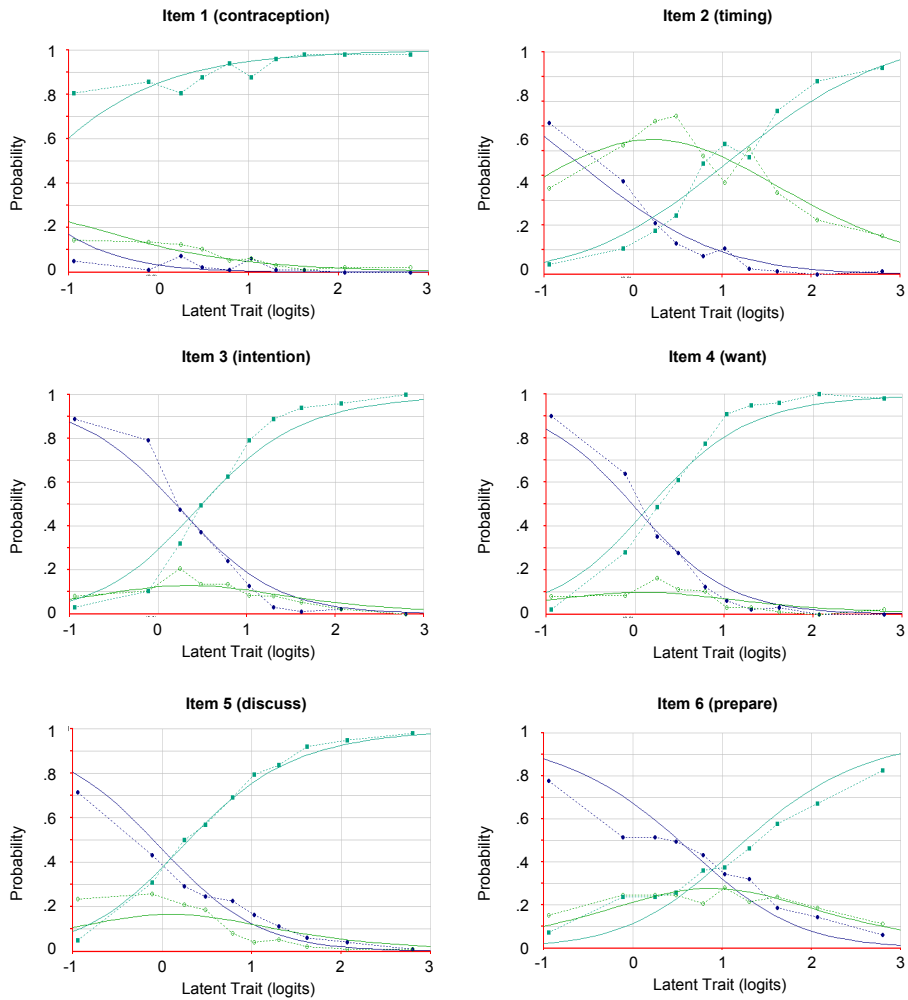 Item 1 (contraception)
Item 2 (timing)
1
.8
.6
.4
.2
0
Probability
-1 0 1 2 3
Latent Trait (logits)
1
.8
.6
.4
.2
0
Probability
-1 0 1 2 3
Latent Trait (logits)
Item 3 (intention)
Item 4 (want)
1
.8
.6
.4
.2
0
Probability
-1 0 1 2 3
Latent Trait (logits)
1
.8
.6
.4
.2
0
Probability
-1 0 1 2 3
Latent Trait (logits)
Item 5 (discuss)
Item 6 (prepare)
1
.8
.6
.4
.2
0
Probability
-1 0 1 2 3
Latent Trait (logits)
1
.8
.6
.4
.2
0
Probability
-1 0 1 2 3
Latent Trait (logits)